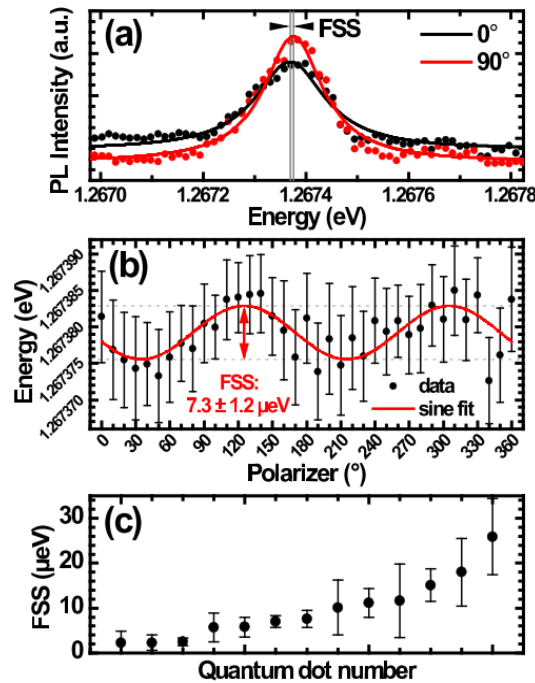 (a)
FSS
0°
90°
PL Intensity (a.u.)
1.2670 1.2672 1.2674 1.2676 1.2678
Energy (eV)
(b)
1.267390
1.267385
1.267380
1.267375
1.267370
Energy (eV)
FSS:
7.3 ± 1.2 µeV
data
sine fit
0 30 60 90 120 150 180 210 240 270 300 330 360
Polarizer (°)
(c)
30
20
10
0
FSS (µeV)
Quantum dot number